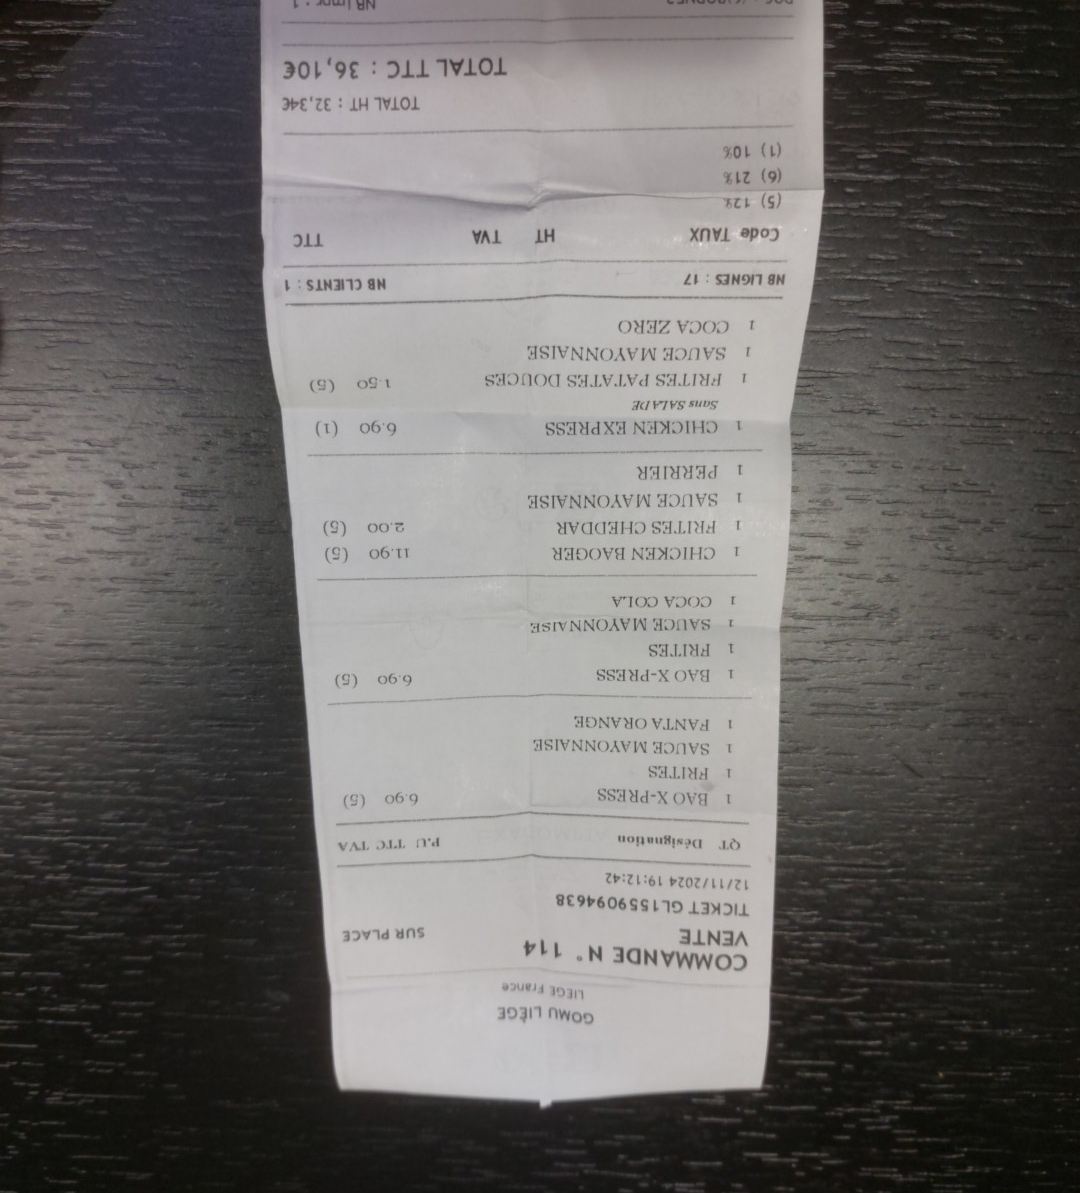 GOMU LIÈGE
LIEGE France
COMMANDE N° 114
VENTE SUR PLACE
TICKET GL1559094638
12/11/2024 19:12:42
QT Désignation P.U TTC TVA
1 BAO X-PRESS 6.90 (5)
1 FRITES
1 SAUCE MAYONNAISE
1 FANTA ORANGE
1 BAO X-PRESS 6.90 (5)
1 FRITES
1 SAUCE MAYONNAISE
1 COCA COLA
1 CHICKEN BAOGER 11.90 (5)
1 FRITES CHEDDAR 2.00 (5)
1 SAUCE MAYONNAISE
1 PERRIER
1 CHICKEN EXPRESS 6.90 (1)
Sans SALADE
1 FRITES PATATES DOUCES 1.50 (5)
1 SAUCE MAYONNAISE
1 COCA ZERO
NB LIGNES : 17 NB CLIENTS : 1
Code TAUX HT TVA TTC
(5) 12%
(6) 21%
(1) 10%
TOTAL HT : 32,34€
TOTAL TTC : 36,10€
NB Impr : 1